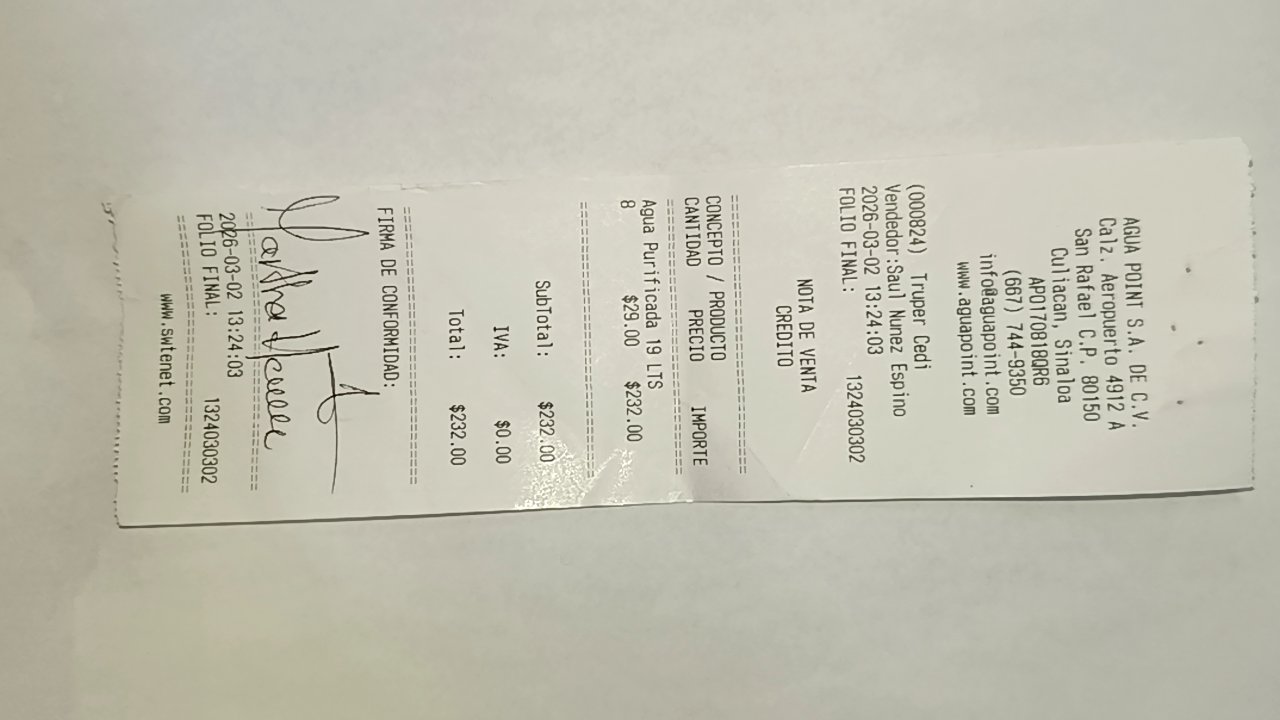 AGUA POINT S.A. DE C.V.
Calz. Aeropuerto 4912 A
San Rafael C.P. 80150
Culiacan, Sinaloa
APO170818QR6
(667) 744-9350
info@aguapoint.com
www.aguapoint.com
NOTA DE VENTA
CREDITO
(000824) Truper Cedi
Vendedor:Saul Nunez Espino
2026-03-02 13:24:03
FOLIO FINAL: 1324030302
==============================
CONCEPTO / PRODUCTO
CANTIDAD PRECIO IMPORTE
==============================
Agua Purificada 19 LTS
8 $29.00 $232.00
==============================
SubTotal: $232.00
IVA: $0.00
Total: $232.00
==============================
FIRMA DE CONFORMIDAD:
Martha
==============================
2026-03-02 13:24:03
FOLIO FINAL: 1324030302
==============================
www.swtenet.com